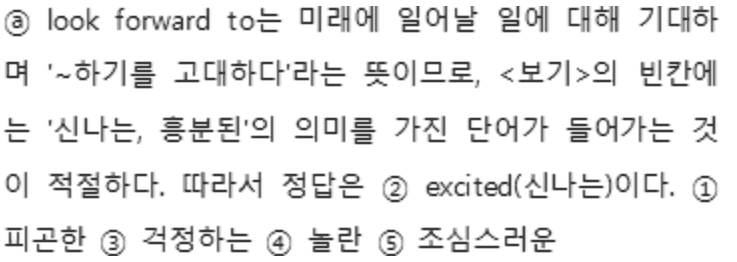 ⓐ look forward to는 미래에 일어날 일에 대해 기대하
며 '~하기를 고대하다'라는 뜻이므로, <보기>의 빈칸에
는 '신나는, 흥분된'의 의미를 가진 단어가 들어가는 것
이 적절하다. 따라서 정답은 ② excited(신나는)이다. ①
피곤한 ③ 걱정하는 ④ 놀란 ⑤ 조심스러운